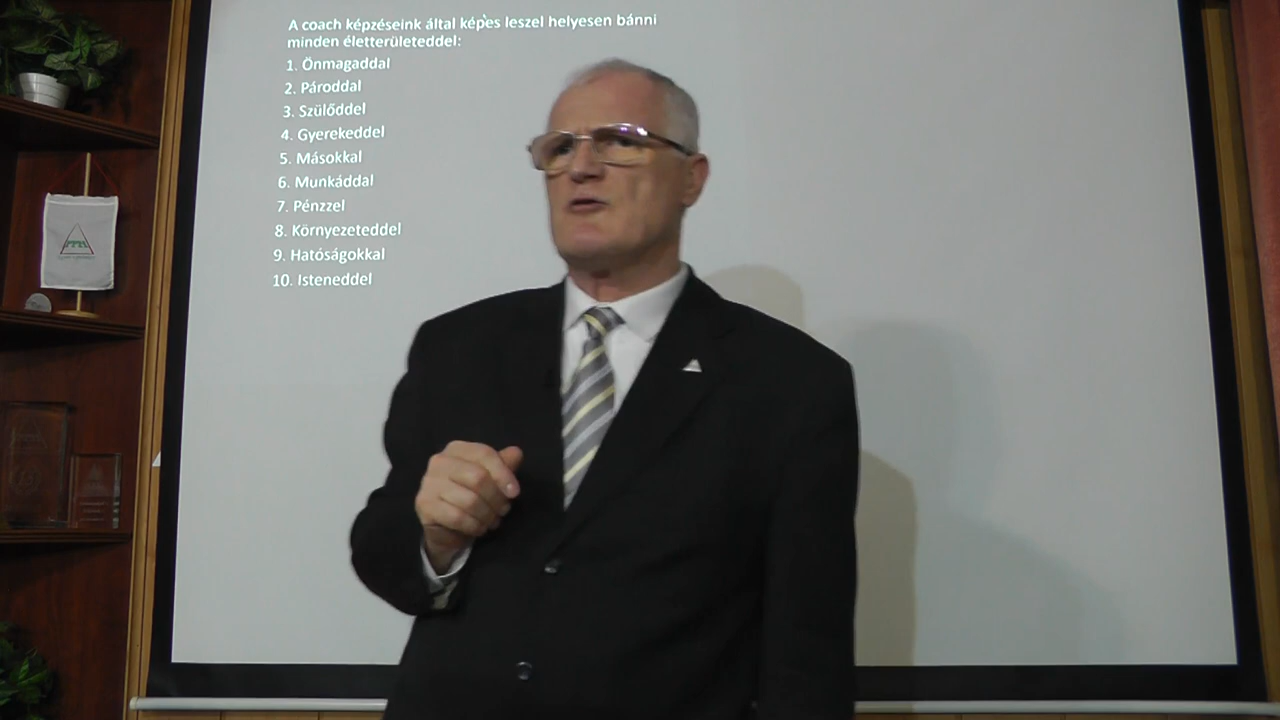 A coach képzéseink által képes leszel helyesen bánni
minden életterületeddel:
1. Önmagaddal
2. Pároddal
3. Szülőddel
4. Gyerekeddel
5. Másokkal
6. Munkáddal
7. Pénzzel
8. Környezeteddel
9. Hatóságokkal
10. Isteneddel